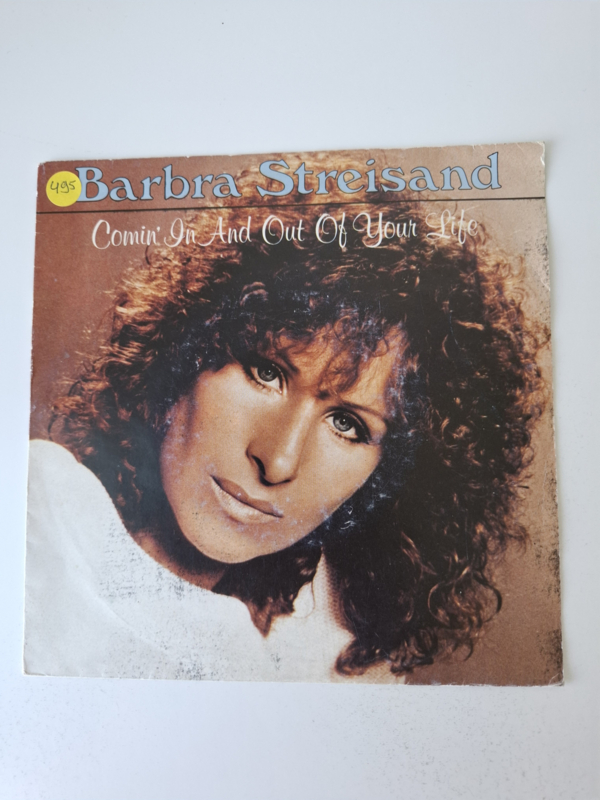 495
Barbra Streisand
Comin' In And Out Of Your Life